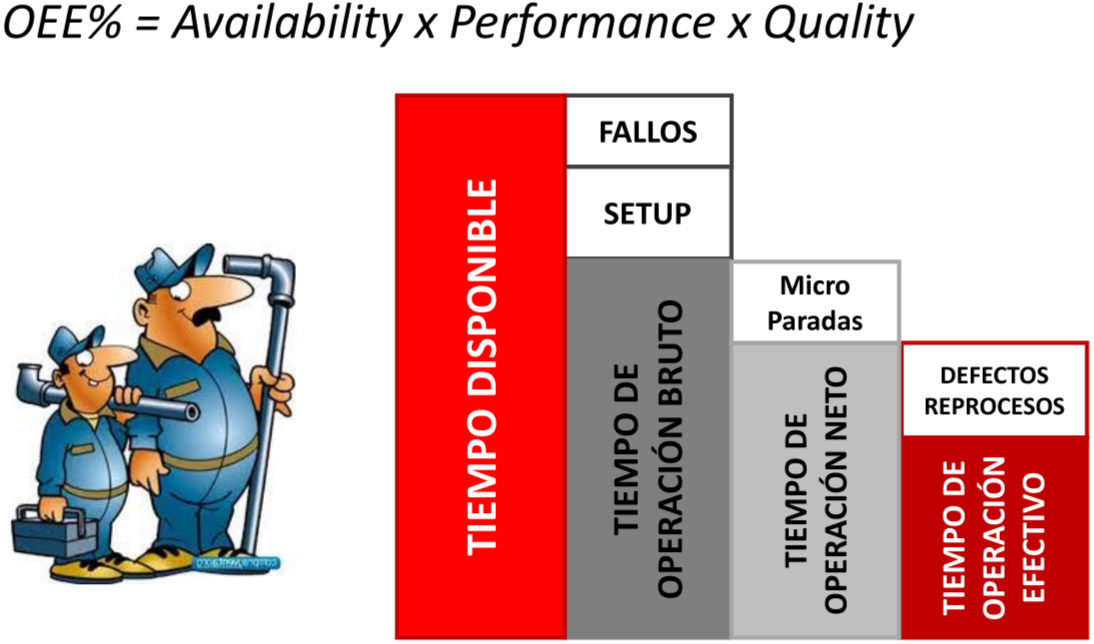 OEE% = Availability x Performance x Quality
TIEMPO DISPONIBLE
FALLOS
SETUP
TIEMPO DE
OPERACIÓN BRUTO
Micro
Paradas
TIEMPO DE
OPERACIÓN NETO
DEFECTOS
REPROCESOS
TIEMPO DE
OPERACIÓN
EFECTIVO